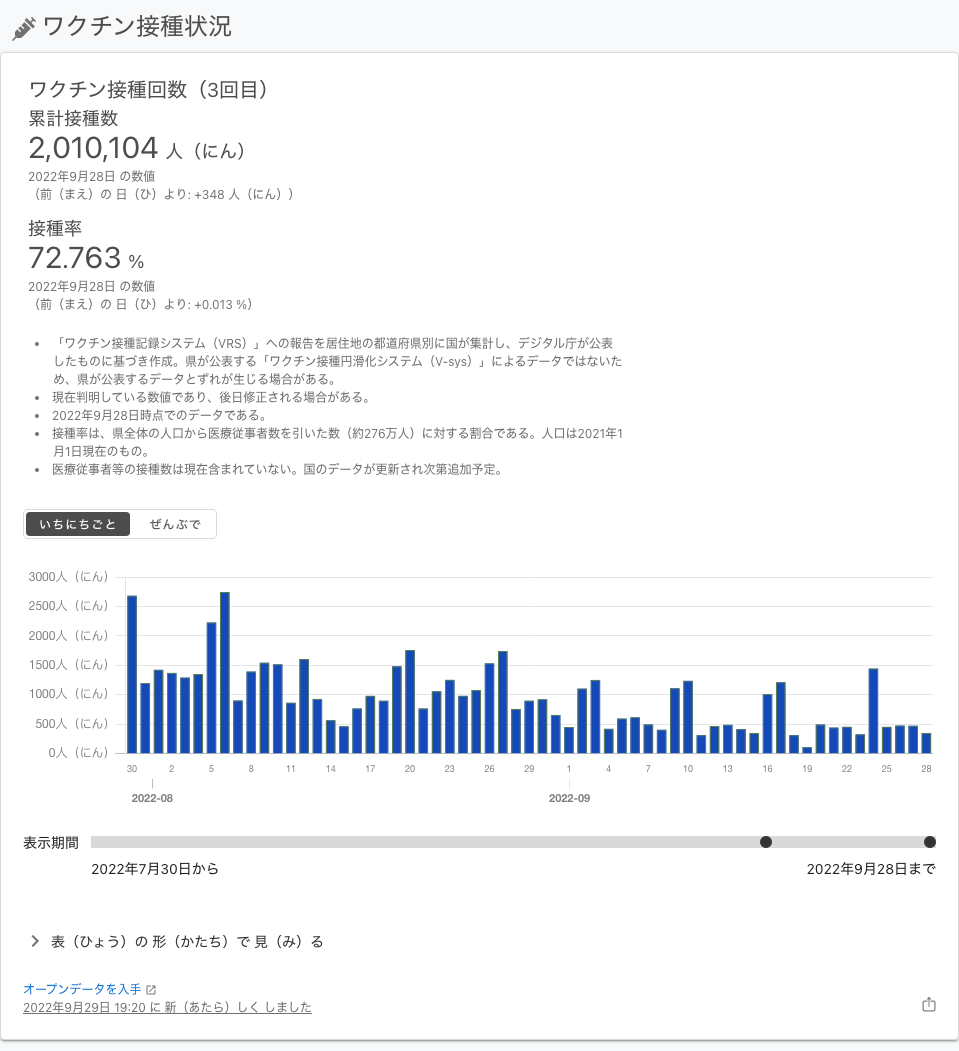 ワクチン接種状況
ワクチン接種回数（3回目）
累計接種数
2,010,104 人（にん）
2022年9月28日 の数値
（前（まえ）の 日（ひ）より: +348 人（にん））
接種率
72.763 %
2022年9月28日 の数値
（前（まえ）の 日（ひ）より: +0.013 %）
• 「ワクチン接種記録システム（VRS）」への報告を居住地の都道府県別に国が集計し、デジタル庁が公表
したものに基づき作成。県が公表する「ワクチン接種円滑化システム（V-sys）」によるデータではないた
め、県が公表するデータとずれが生じる場合がある。
• 現在判明している数値であり、後日修正される場合がある。
• 2022年9月28日時点でのデータである。
• 接種率は、県全体の人口から医療従事者数を引いた数（約276万人）に対する割合である。人口は2021年1
月1日現在のもの。
• 医療従事者等の接種数は現在含まれていない。国のデータが更新され次第追加予定。
いちにちごと ぜんぶで
3000人（にん）
2500人（にん）
2000人（にん）
1500人（にん）
1000人（にん）
500人（にん）
0人（にん）
30 2 5 8 11 14 17 20 23 26 29 1 4 7 10 13 16 19 22 25 28
2022-08 2022-09
表示期間
2022年7月30日から 2022年9月28日まで
表（ひょう）の 形（かたち）で 見（み）る
オープンデータを入手
2022年9月29日 19:20 に 新（あたら）しく しました